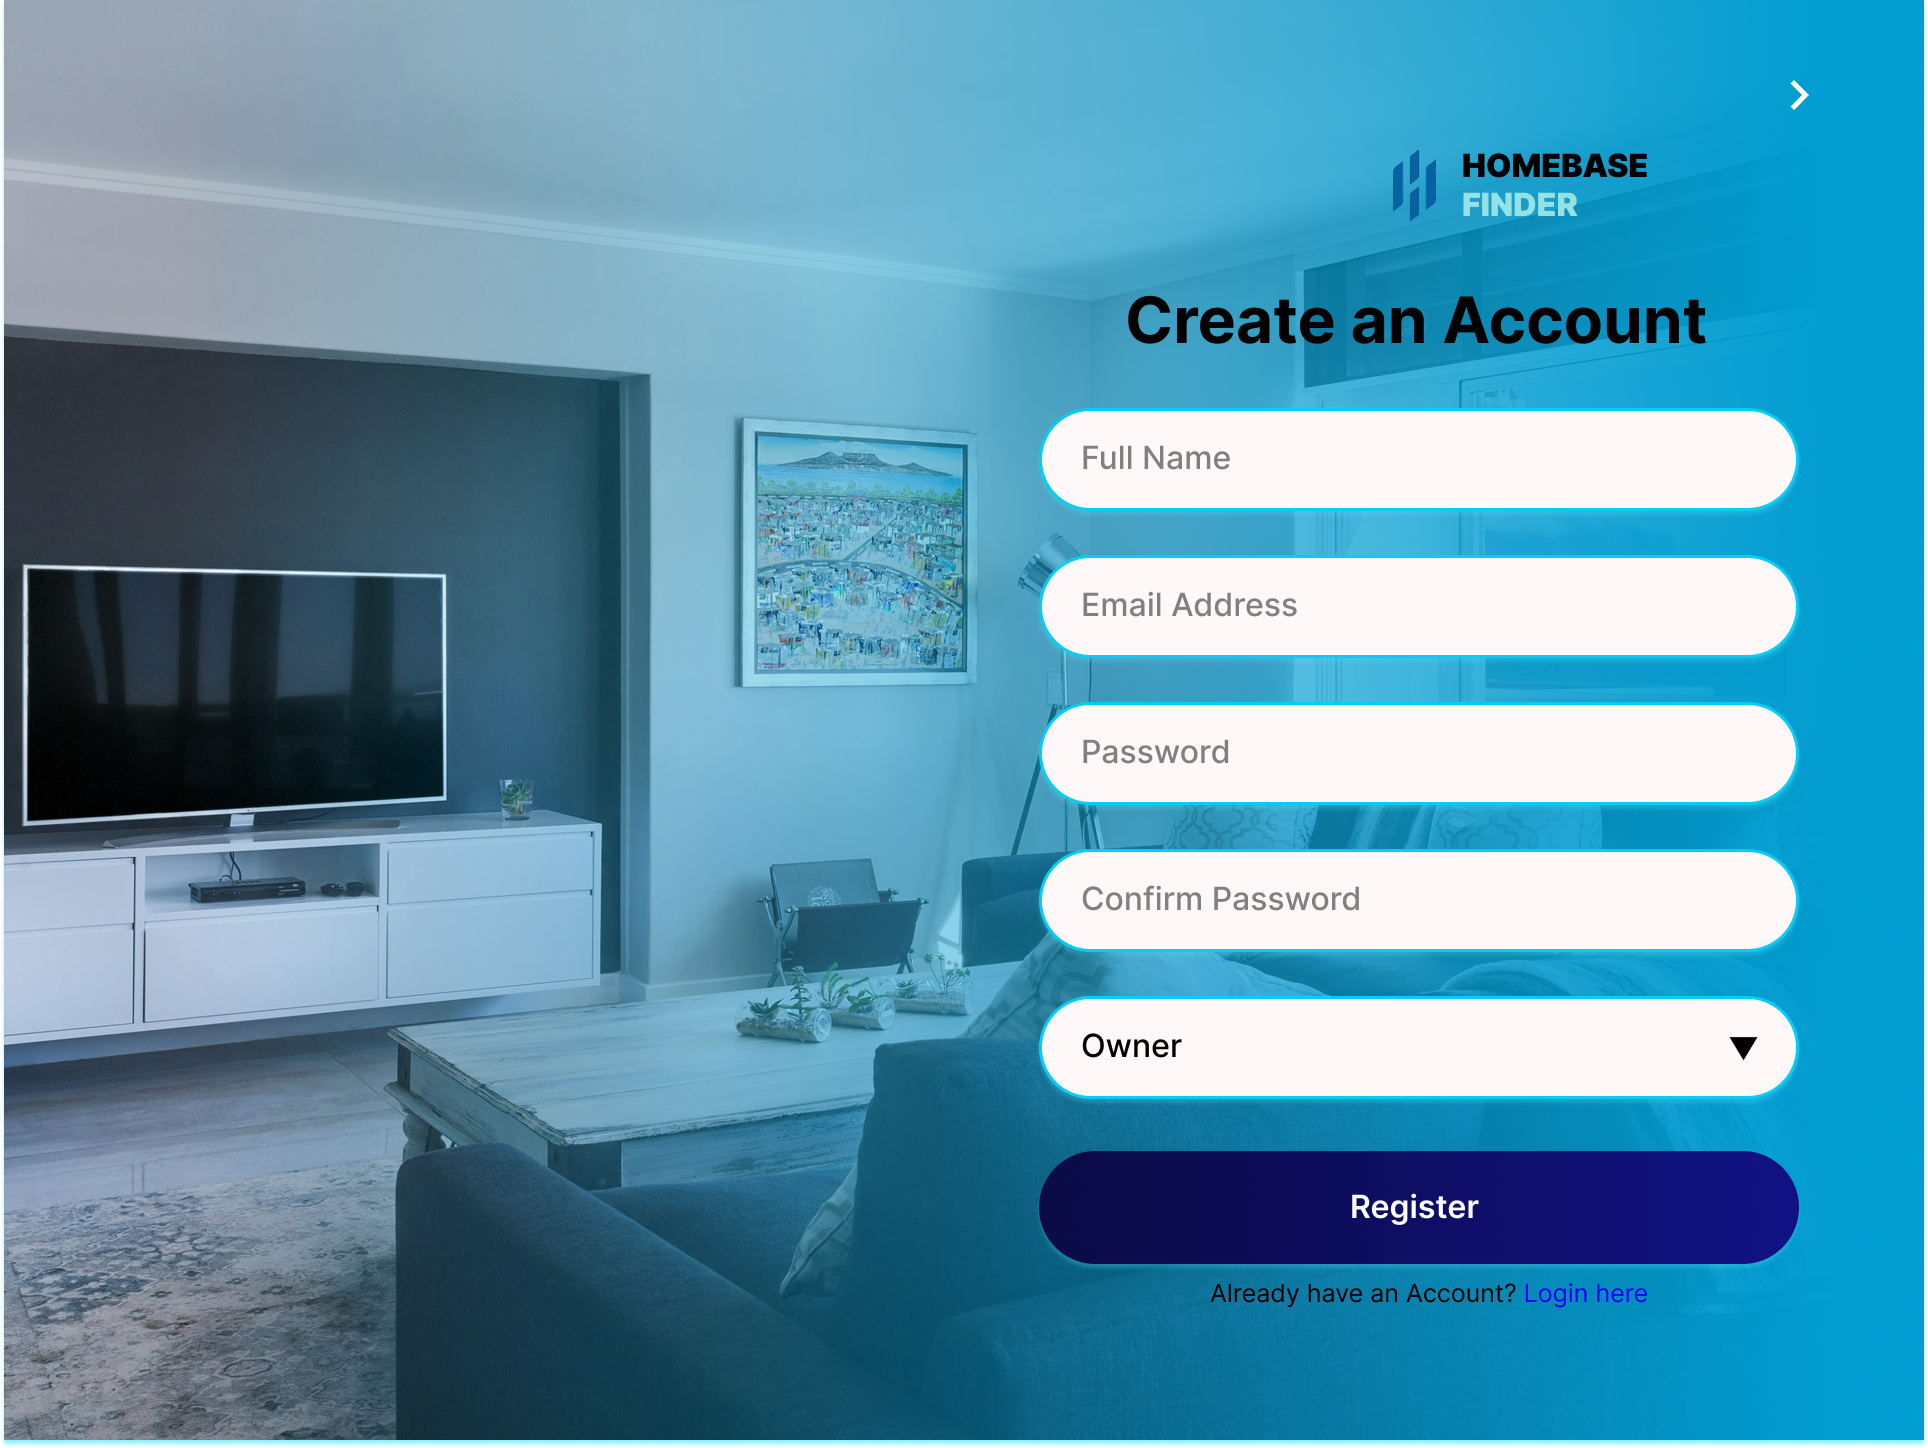 HOMEBASE
FINDER
Create an Account
Full Name
Email Address
Password
Confirm Password
Owner
Register
Already have an Account? Login here